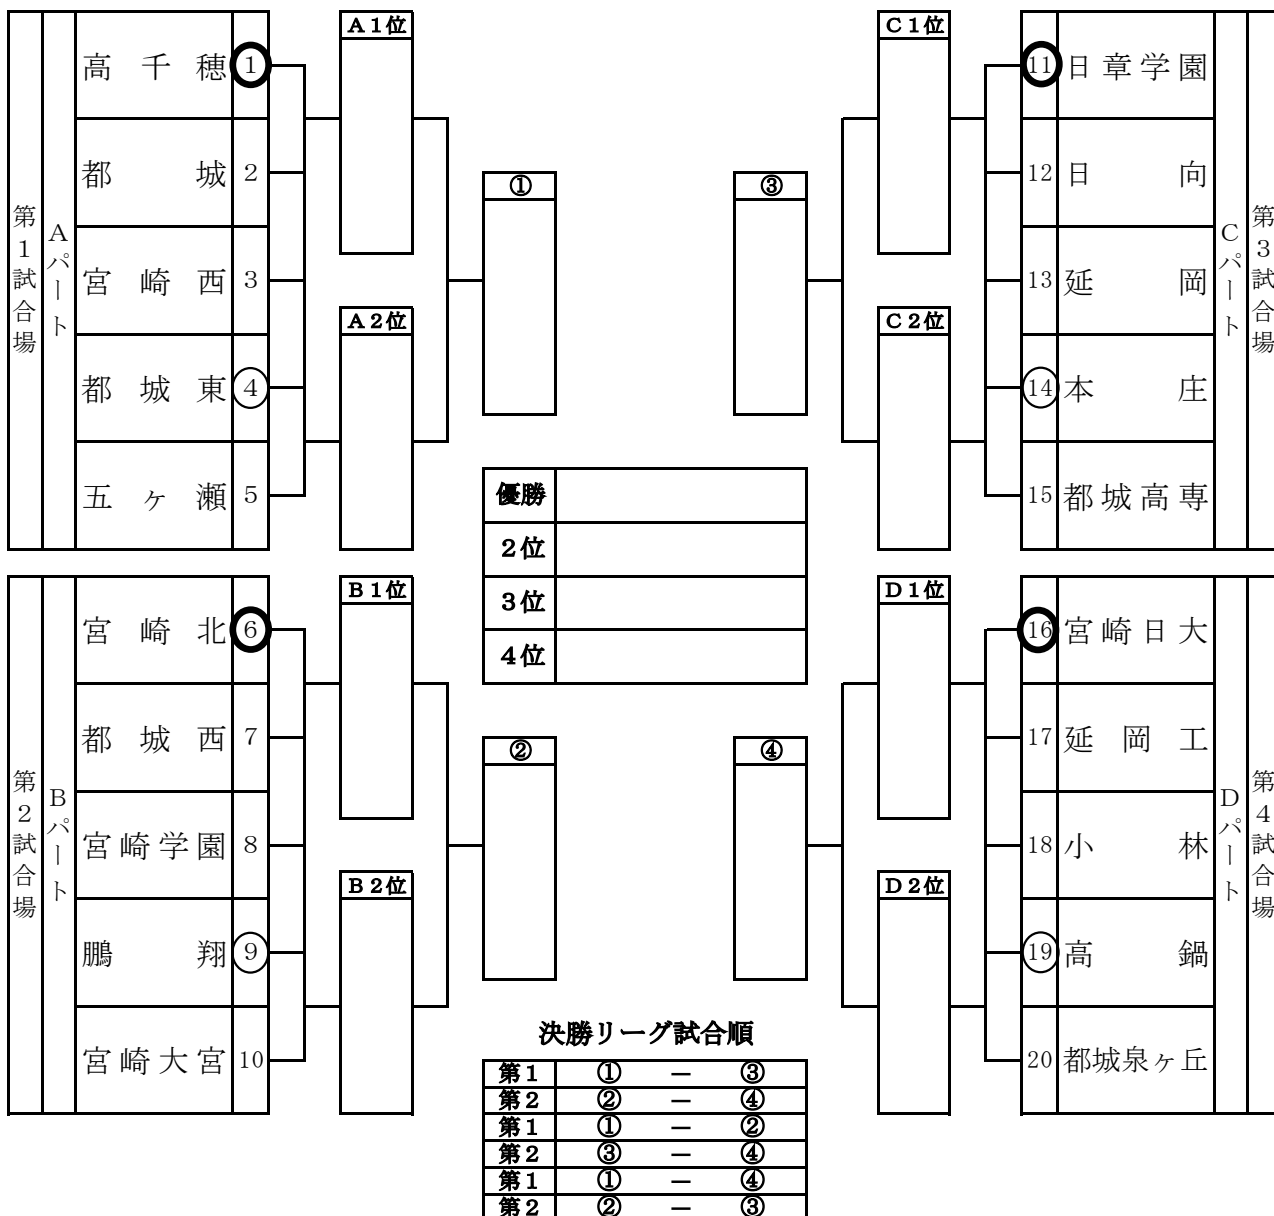 第1試合場
Aパート
高千穂 ①
都城 2
宮崎西 3
都城東 ④
五ヶ瀬 5
A1位
A2位
①
第2試合場
Bパート
宮崎北 ⑥
都城西 7
宮崎学園 8
鵬翔 ⑨
宮崎大宮 10
B1位
B2位
②
C1位
C2位
③
⑪ 日章学園
12 日向
13 延岡
⑭ 本庄
15 都城高専
Cパート
第3試合場
D1位
D2位
④
⑯ 宮崎日大
17 延岡工
18 小林
⑲ 高鍋
20 都城泉ヶ丘
Dパート
第4試合場
優勝
2位
3位
4位
決勝リーグ試合順
第1 ① － ③
第2 ② － ④
第1 ① － ②
第2 ③ － ④
第1 ① － ④
第2 ② － ③